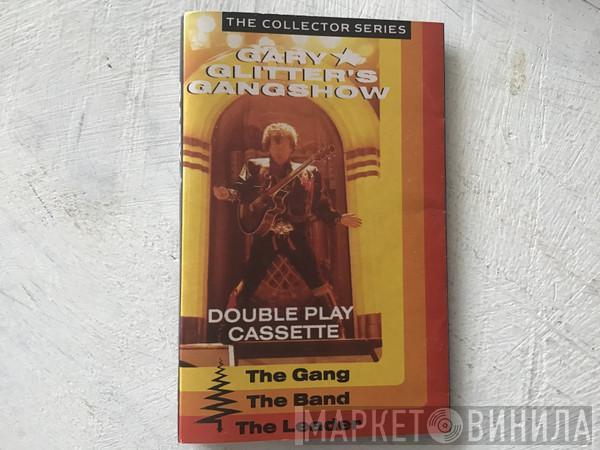 THE COLLECTOR SERIES
GARY ★
GLITTER'S
GANGSHOW
DOUBLE PLAY
CASSETTE
The Gang
The Band
The Leader
МАРКЕТ ВИНИЛА